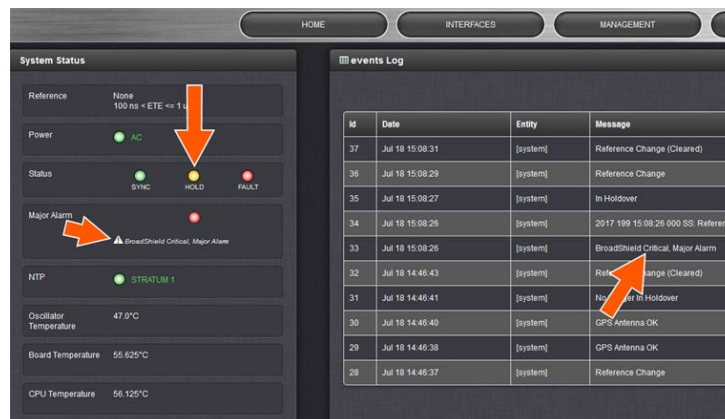 HOME
INTERFACES
MANAGEMENT
System Status
Reference
None
100 ns < ETE <= 1
Power
AC
Status
SYNC
HOLD
FAULT
Major Alarm
BroadShield Critical, Major Alarm
NTP
STRATUM 1
Oscillator
Temperature
47.0°C
Board Temperature
55.625°C
CPU Temperature
56.125°C
events Log
Id Date Entity Message
37 Jul 18 15:08:31 [system] Reference Change (Cleared)
36 Jul 18 15:08:29 [system] Reference Change
35 Jul 18 15:08:27 [system] In Holdover
34 Jul 18 15:08:26 [system] 2017 199 15:08:26 000 SS: Referen
33 Jul 18 15:08:26 [system] BroadShield Critical, Major Alarm
32 Jul 18 14:46:43 [system] (Cleared)
31 Jul 18 14:46:41 [system] In Holdover
30 Jul 18 14:46:40 [system] GPS Antenna OK
29 Jul 18 14:46:38 [system] GPS Antenna OK
28 Jul 18 14:46:37 [system] Reference Change